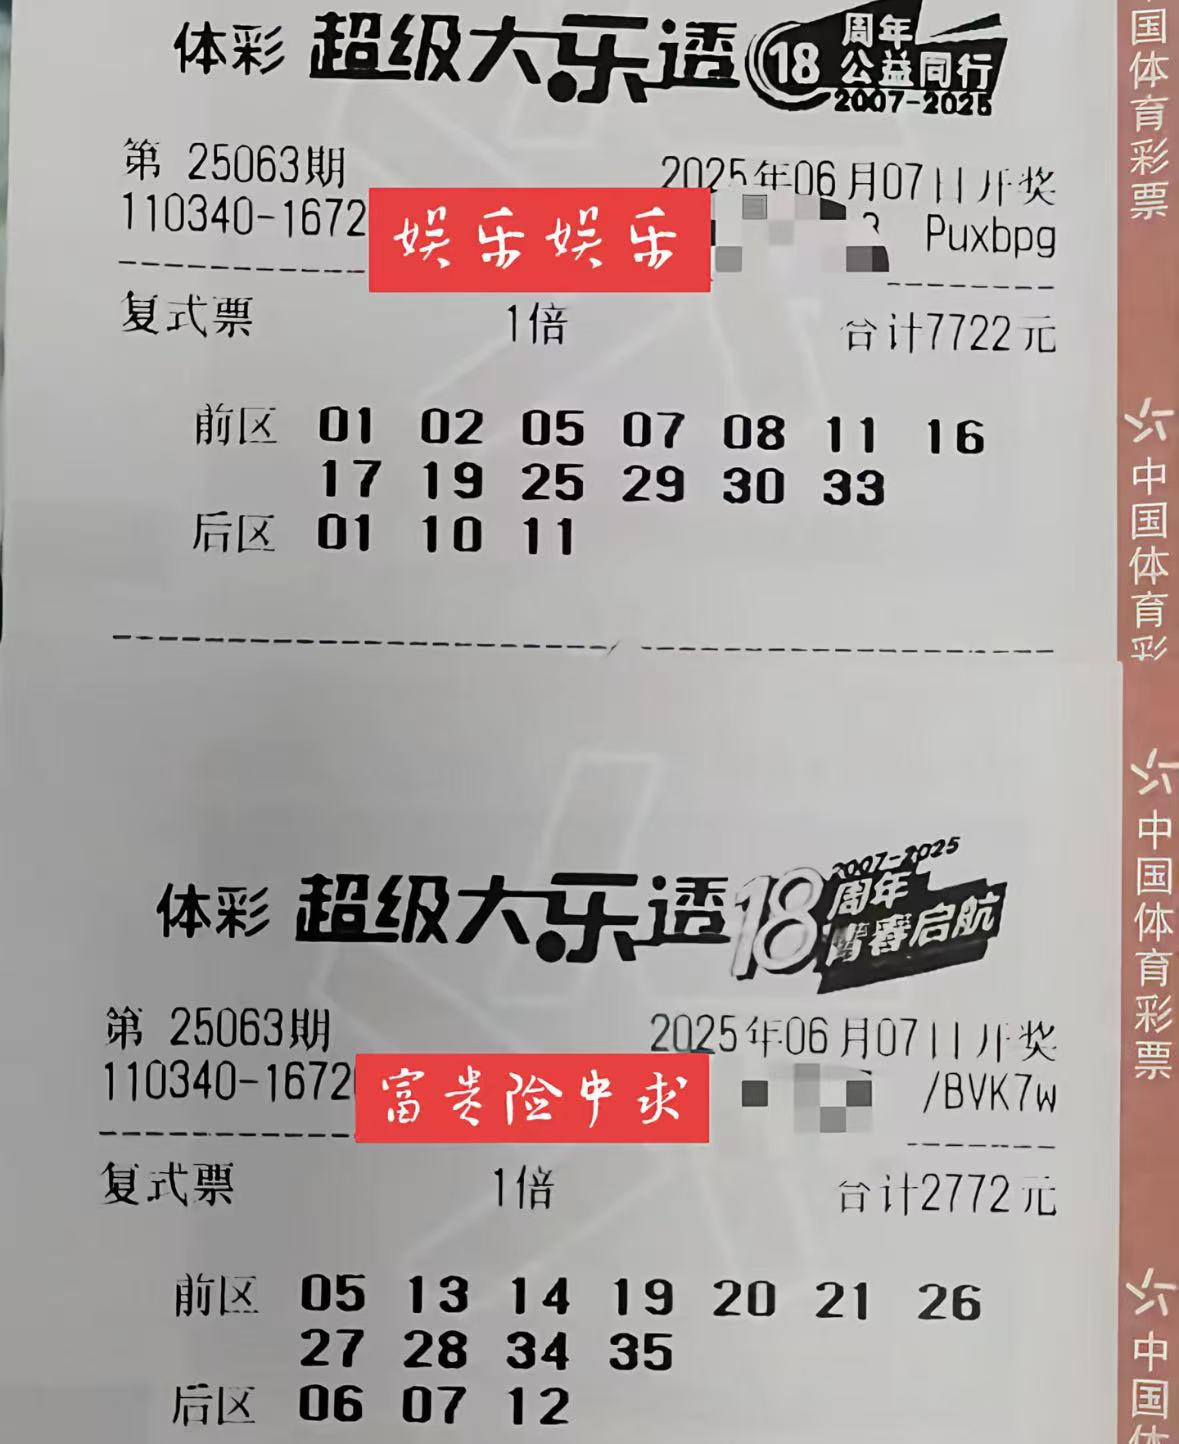 体彩 超级大乐透 18 周年
公益同行
2007-2025
第 25063期 2025年06月07日开奖
110340-1672 娱乐娱乐 Puxbpg
复式票 1倍 合计7722元
前区 01 02 05 07 08 11 16
17 19 25 29 30 33
后区 01 10 11
体彩 超级大乐透 18 2007-2025
周年
青春启航
第 25063期 2025年06月07日开奖
110340-1672 富贵险中求 /BVK7w
复式票 1倍 合计2772元
前区 05 13 14 19 20 21 26
27 28 34 35
后区 06 07 12
国体育彩票
中国体育彩
中国体育彩票
中国体